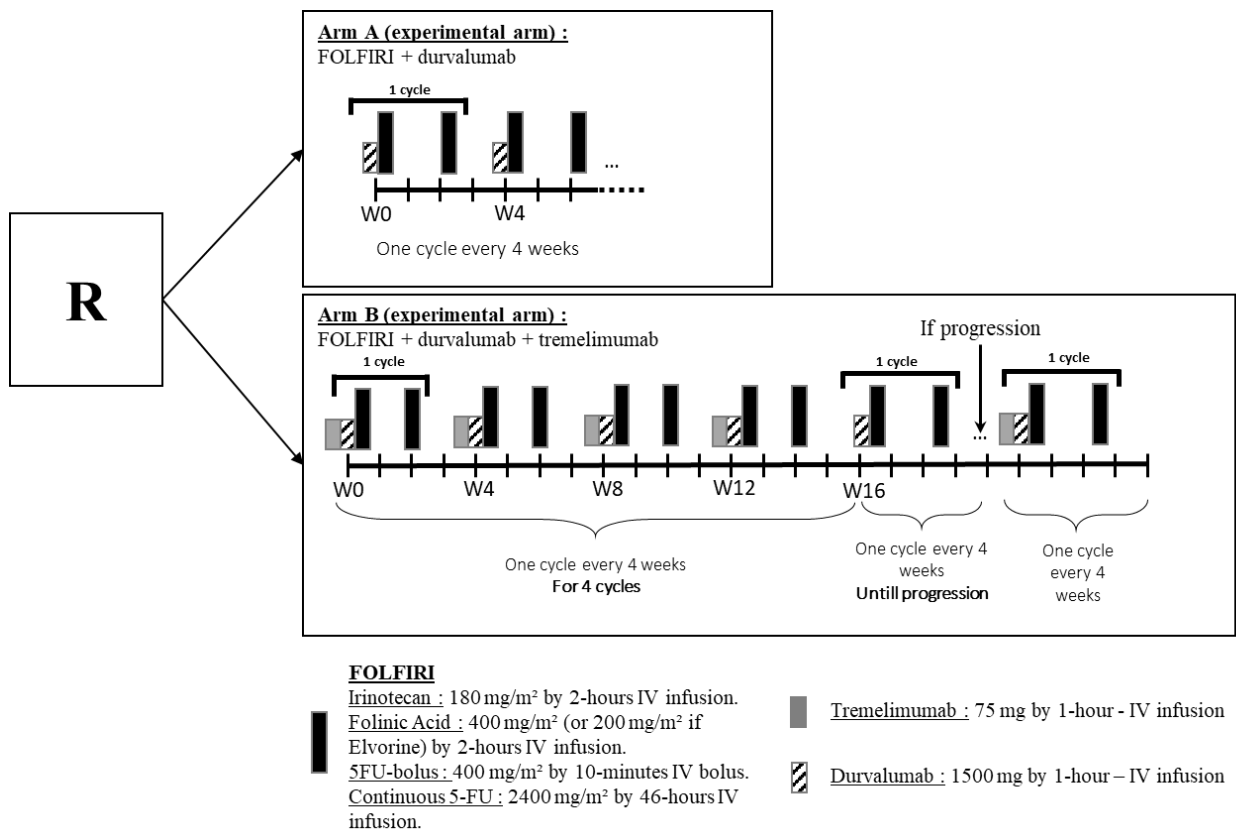 R
Arm A (experimental arm) :
FOLFIRI + durvalumab
1 cycle
...
W0 W4
One cycle every 4 weeks
Arm B (experimental arm) :
FOLFIRI + durvalumab + tremelimumab
If progression
1 cycle 1 cycle 1 cycle
...
W0 W4 W8 W12 W16
One cycle every 4 weeks
For 4 cycles
One cycle every 4
weeks
Untill progression
One cycle
every 4
weeks
FOLFIRI
Irinotecan : 180 mg/m² by 2-hours IV infusion.
Folinic Acid : 400 mg/m² (or 200 mg/m² if
Elvorine) by 2-hours IV infusion.
5FU-bolus : 400 mg/m² by 10-minutes IV bolus.
Continuous 5-FU : 2400 mg/m² by 46-hours IV
infusion.
Tremelimumab : 75 mg by 1-hour - IV infusion
Durvalumab : 1500 mg by 1-hour – IV infusion